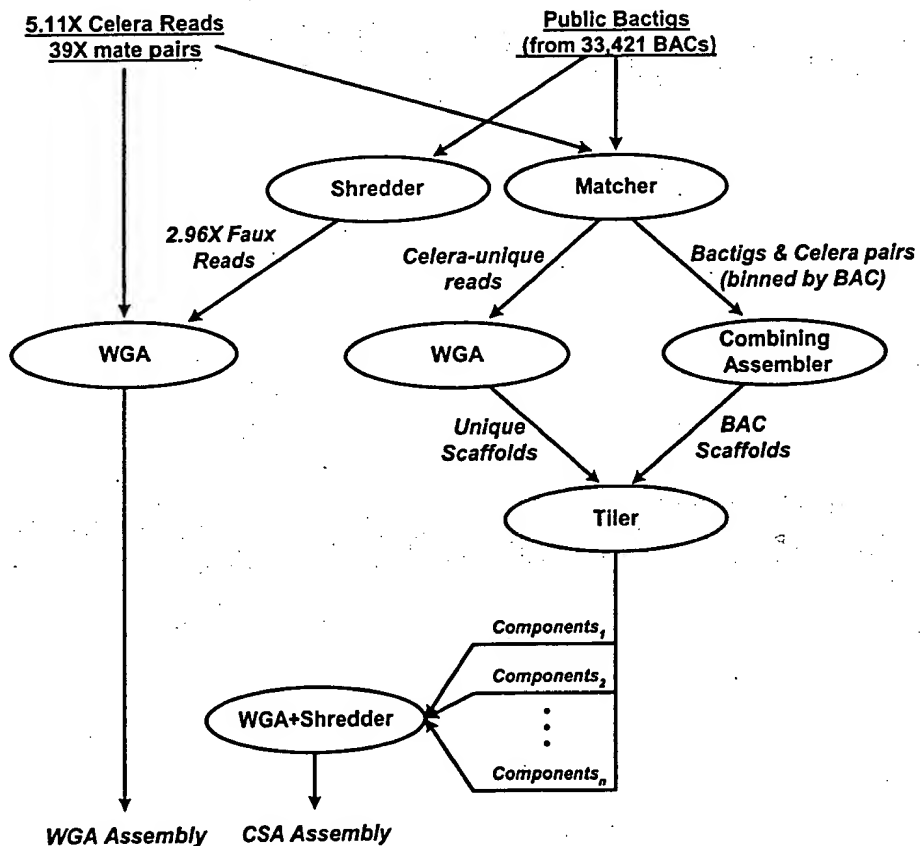 5.11X Celera Reads
39X mate pairs
Public Bactigs
(from 33,421 BACs)
Shredder
Matcher
2.96X Faux
Reads
Celera-unique
reads
Bactigs & Celera pairs
(binned by BAC)
WGA
WGA
Combining
Assembler
Unique
Scaffolds
BAC
Scaffolds
Tiler
Components1
Components2
WGA+Shredder
Componentsn
WGA Assembly
CSA Assembly